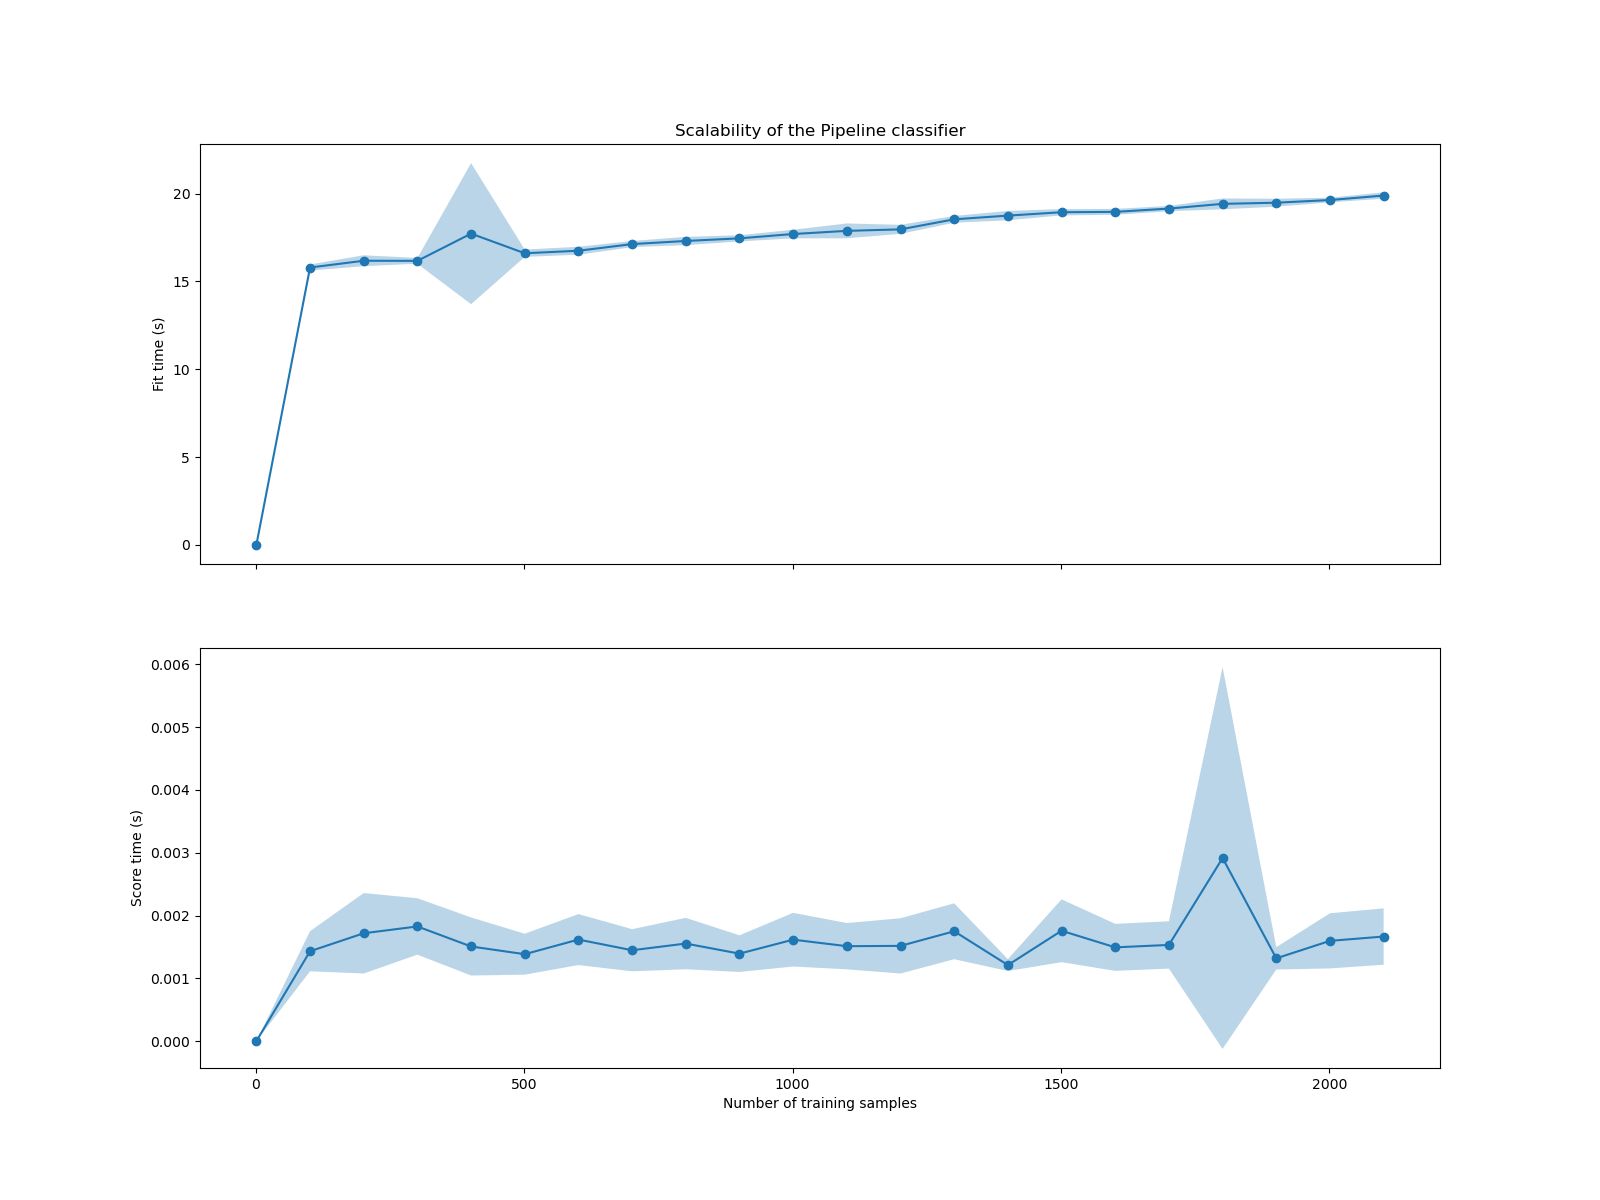 Scalability of the Pipeline classifier
20
15
10
5
0
Fit time (s)
0.006
0.005
0.004
0.003
0.002
0.001
0.000
Score time (s)
0 500 1000 1500 2000
Number of training samples